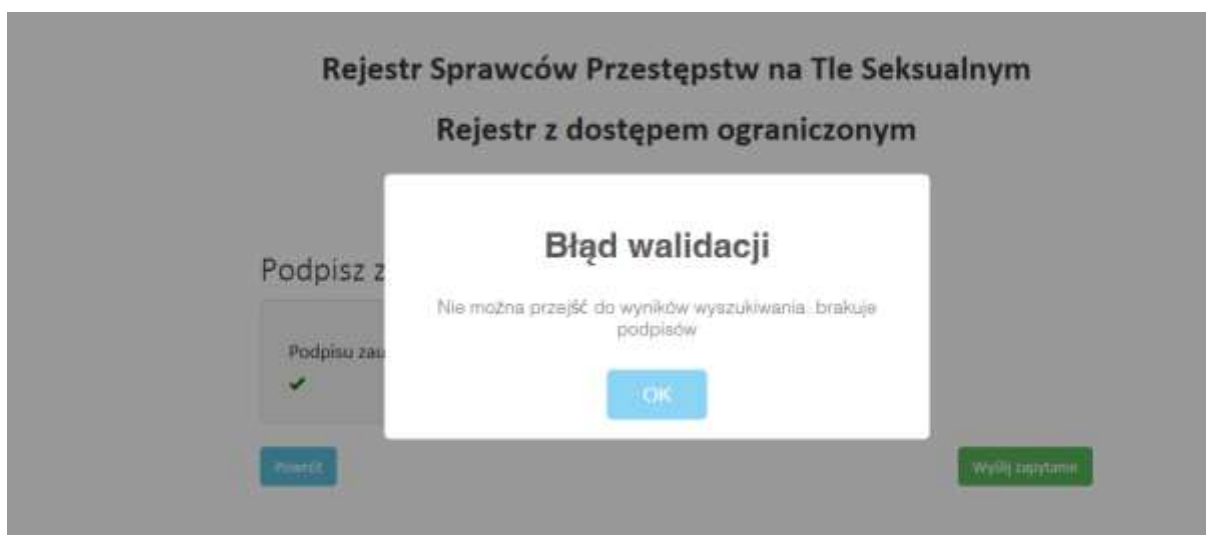 Rejestr Sprawców Przestępstw na Tle Seksualnym
Rejestr z dostępem ograniczonym
Błąd walidacji
Podpisz z
Nie można przejść do wyników wyszukiwania. brakuje
podpisów
Podpisu zau
OK
Powrót
Wyślij zapytanie